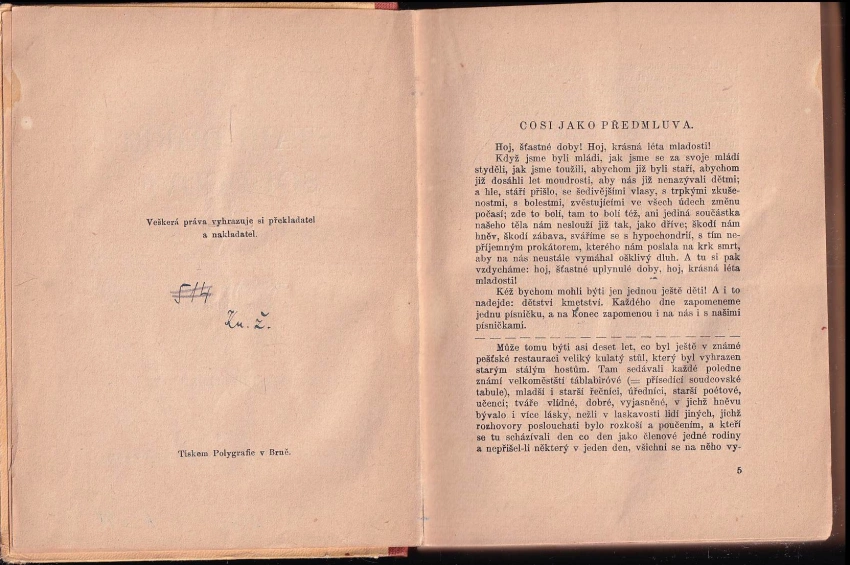 Veškerá práva vyhrazuje si překladatel
a nakladatel.
514
Kn. ž.
Tiskem Polygrafie v Brně.
COSI JAKO PŘEDMLUVA.
Hoj, šťastné doby! Hoj, krásná léta mladosti!
Když jsme byli mládi, jak jsme se za svoje mládí
styděli, jak jsme toužili, abychom již byli staří, abychom
již dosáhli let moudrosti, aby nás již nenazývali dětmi;
a hle, stáří přišlo, se šedivějšími vlasy, s trpkými zkuše-
nostmi, s bolestmi, zvěstujícími ve všech údech změnu
počasí; zde to bolí, tam to bolí též, ani jediná součástka
našeho těla nám neslouží již tak, jako dříve; škodí nám
hněv, škodí zábava, sváříme se s hypochondrií, s tím ne-
příjemným prokátorem, kterého nám poslala na krk smrt,
aby na nás neustále vymáhal ošklivý dluh. A tu si pak
vzdycháme: hoj, šťastné uplynulé doby, hoj, krásná léta
mladosti!
Kéž bychom mohli býti jen jednou ještě děti! A i to
nadejde: dětství kmetství. Každého dne zapomeneme
jednu písničku, a na konec zapomenou i na nás i s našimi
písničkami.
Může tomu býti asi deset let, co byl ještě v známé
pešťské restauraci veliký kulatý stůl, který byl vyhrazen
starým stálým hostům. Tam sedávali každé poledne
známí velkoměstští táblabírové (= přísedící soudcovské
tabule), mladší i starší řečníci, úředníci, starší poétové,
učenci; tváře vlídné, dobré, vyjasněné, v jichž hněvu
bývalo i více lásky, nežli v laskavosti lidí jiných, jichž
rozhovory poslouchati bylo rozkoší a poučením, a kteří
se tu scházívali den co den jako členové jedné rodiny
a nepřišel-li některý v jeden den, všichni se na něho vy-
5